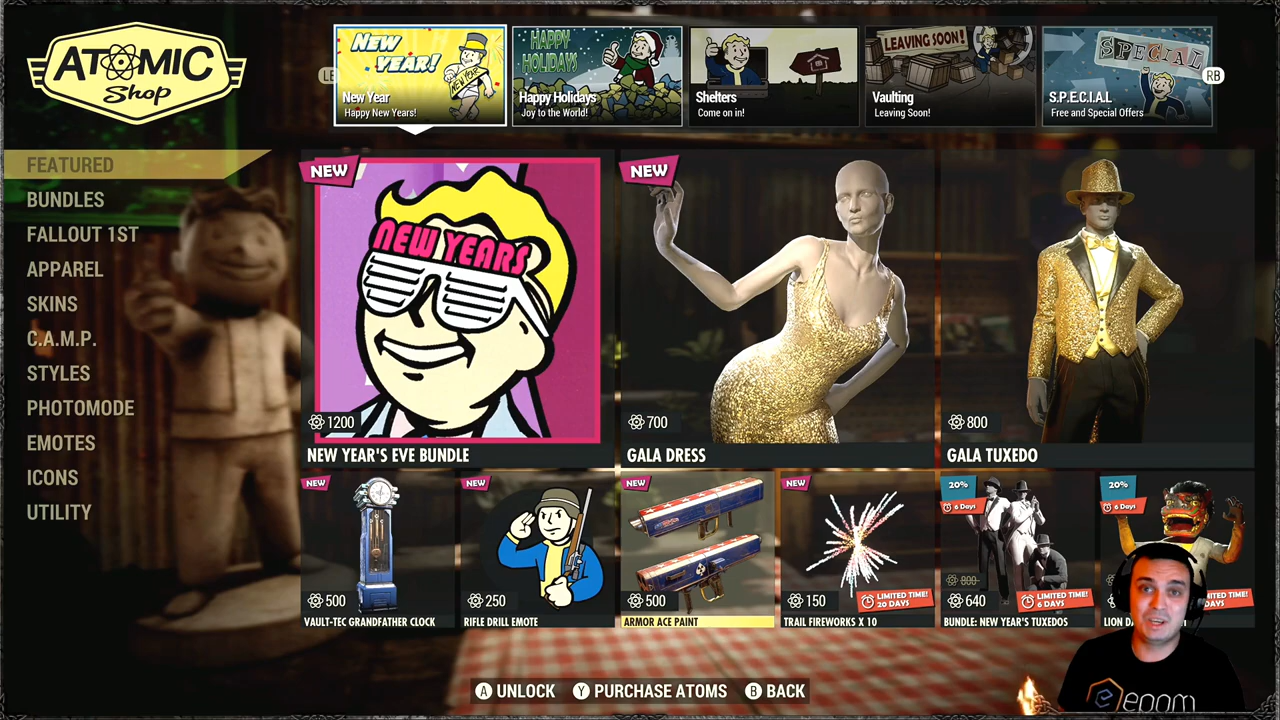 ATOMIC
Shop
LB
NEW
YEAR!
NEW
YEAR
New Year
Happy New Years!
HAPPY
HOLIDAYS
Happy Holidays
Joy to the World!
Shelters
Come on in!
LEAVING SOON!
Vaulting
Leaving Soon!
SPECIAL
S.P.E.C.I.A.L
Free and Special Offers
RB
FEATURED
BUNDLES
FALLOUT 1ST
APPAREL
SKINS
C.A.M.P.
STYLES
PHOTOMODE
EMOTES
ICONS
UTILITY
NEW
NEW YEARS
1200
NEW YEAR'S EVE BUNDLE
NEW
700
GALA DRESS
800
GALA TUXEDO
NEW
500
VAULT-TEC GRANDFATHER CLOCK
NEW
250
RIFLE DRILL EMOTE
NEW
500
ARMOR ACE PAINT
NEW
150
LIMITED TIME!
20 DAYS
TRAIL FIREWORKS X 10
20%
6 Days
800
640
LIMITED TIME!
6 DAYS
BUNDLE: NEW YEAR'S TUXEDOS
20%
6 Days
TIME!
DAYS
LION
A UNLOCK
Y PURCHASE ATOMS
B BACK
epam